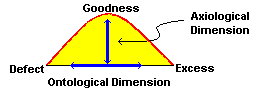 Goodness
Axiological
Dimension
Defect
Excess
Ontological Dimension